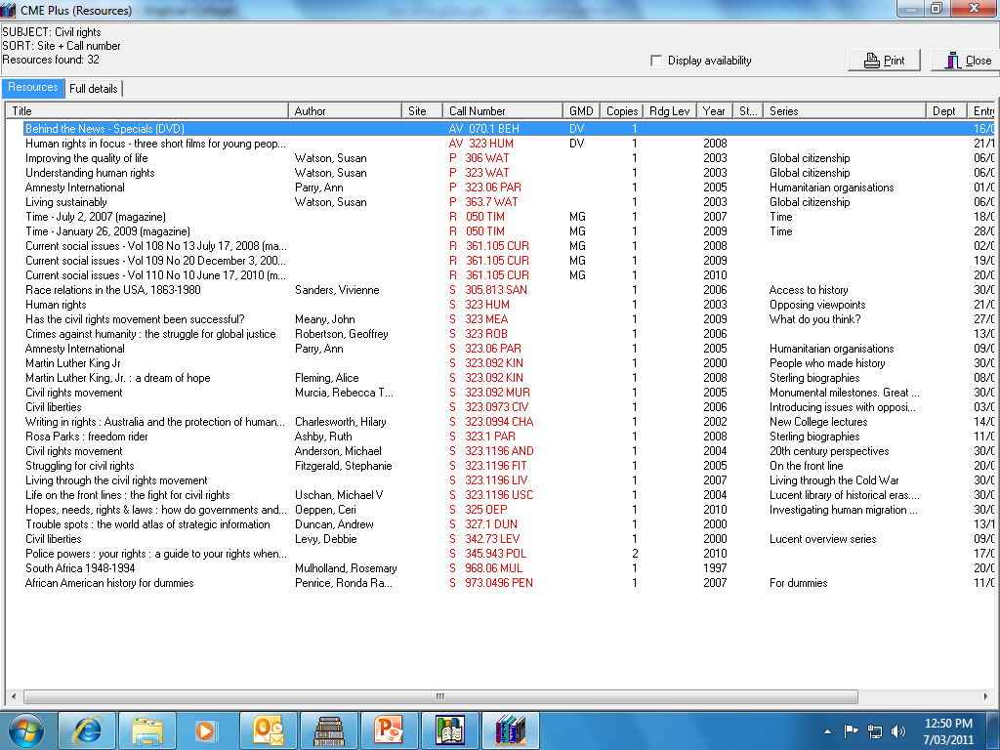 CME Plus (Resources)
SUBJECT: Civil rights
SORT: Site + Call number
Resources found: 32
Display availability
Print
Close
Resources Full details
Title Author Site Call Number GMD Copies Rdg Lev Year St... Series Dept Entry
Behind the News - Specials (DVD) AV 070.1 BEH DV 1 16/0
Human rights in focus - three short films for young peop... AV 323 HUM DV 1 2008 21/1
Improving the quality of life Watson, Susan P 306 WAT 1 2003 Global citizenship 06/0
Understanding human rights Watson, Susan P 323 WAT 1 2003 Global citizenship 06/0
Amnesty International Parry, Ann P 323.06 PAR 1 2005 Humanitarian organisations 01/0
Living sustainably Watson, Susan P 363.7 WAT 1 2003 Global citizenship 06/0
Time - July 2, 2007 (magazine) R 050 TIM MG 1 2007 Time 18/0
Time - January 26, 2009 (magazine) R 050 TIM MG 1 2009 Time 28/0
Current social issues - Vol 108 No 13 July 17, 2008 (ma... R 361.105 CUR MG 1 2008 02/0
Current social issues - Vol 109 No 20 December 3, 200... R 361.105 CUR MG 1 2009 19/0
Current social issues - Vol 110 No 10 June 17, 2010 (m... R 361.105 CUR MG 1 2010 20/0
Race relations in the USA, 1863-1980 Sanders, Vivienne S 305.813 SAN 1 2006 Access to history 30/0
Human rights S 323 HUM 1 2003 Opposing viewpoints 21/0
Has the civil rights movement been successful? Meany, John S 323 MEA 1 2009 What do you think? 27/0
Crimes against humanity : the struggle for global justice Robertson, Geoffrey S 323 ROB 1 2006 13/0
Amnesty International Parry, Ann S 323.06 PAR 1 2005 Humanitarian organisations 09/0
Martin Luther King Jr S 323.092 KIN 1 2000 People who made history 30/0
Martin Luther King, Jr. : a dream of hope Fleming, Alice S 323.092 KIN 1 2008 Sterling biographies 08/0
Civil rights movement Murcia, Rebecca T... S 323.092 MUR 1 2005 Monumental milestones. Great ... 30/0
Civil liberties S 323.0973 CIV 1 2006 Introducing issues with opposi... 03/0
Writing in rights : Australia and the protection of human... Charlesworth, Hilary S 323.0994 CHA 1 2002 New College lectures 14/0
Rosa Parks : freedom rider Ashby, Ruth S 323.1 PAR 1 2008 Sterling biographies 11/0
Civil rights movement Anderson, Michael S 323.1196 AND 1 2004 20th century perspectives 30/0
Struggling for civil rights Fitzgerald, Stephanie S 323.1196 FIT 1 2005 On the front line 20/0
Living through the civil rights movement S 323.1196 LIV 1 2007 Living through the Cold War 30/0
Life on the front lines : the fight for civil rights Uschan, Michael V S 323.1196 USC 1 2004 Lucent library of historical eras.... 30/0
Hopes, needs, rights & laws : how do governments and... Oeppen, Ceri S 325 OEP 1 2010 Investigating human migration ... 30/0
Trouble spots : the world atlas of strategic information Duncan, Andrew S 327.1 DUN 1 2000 13/1
Civil liberties Levy, Debbie S 342.73 LEV 1 2000 Lucent overview series 09/0
Police powers : your rights : a guide to your rights when... S 345.943 POL 2 2010 17/0
South Africa 1948-1994 Mulholland, Rosemary S 968.06 MUL 1 1997 20/0
African American history for dummies Penrice, Ronda Ra... S 973.0496 PEN 1 2007 For dummies 11/0
12:50 PM
7/03/2011